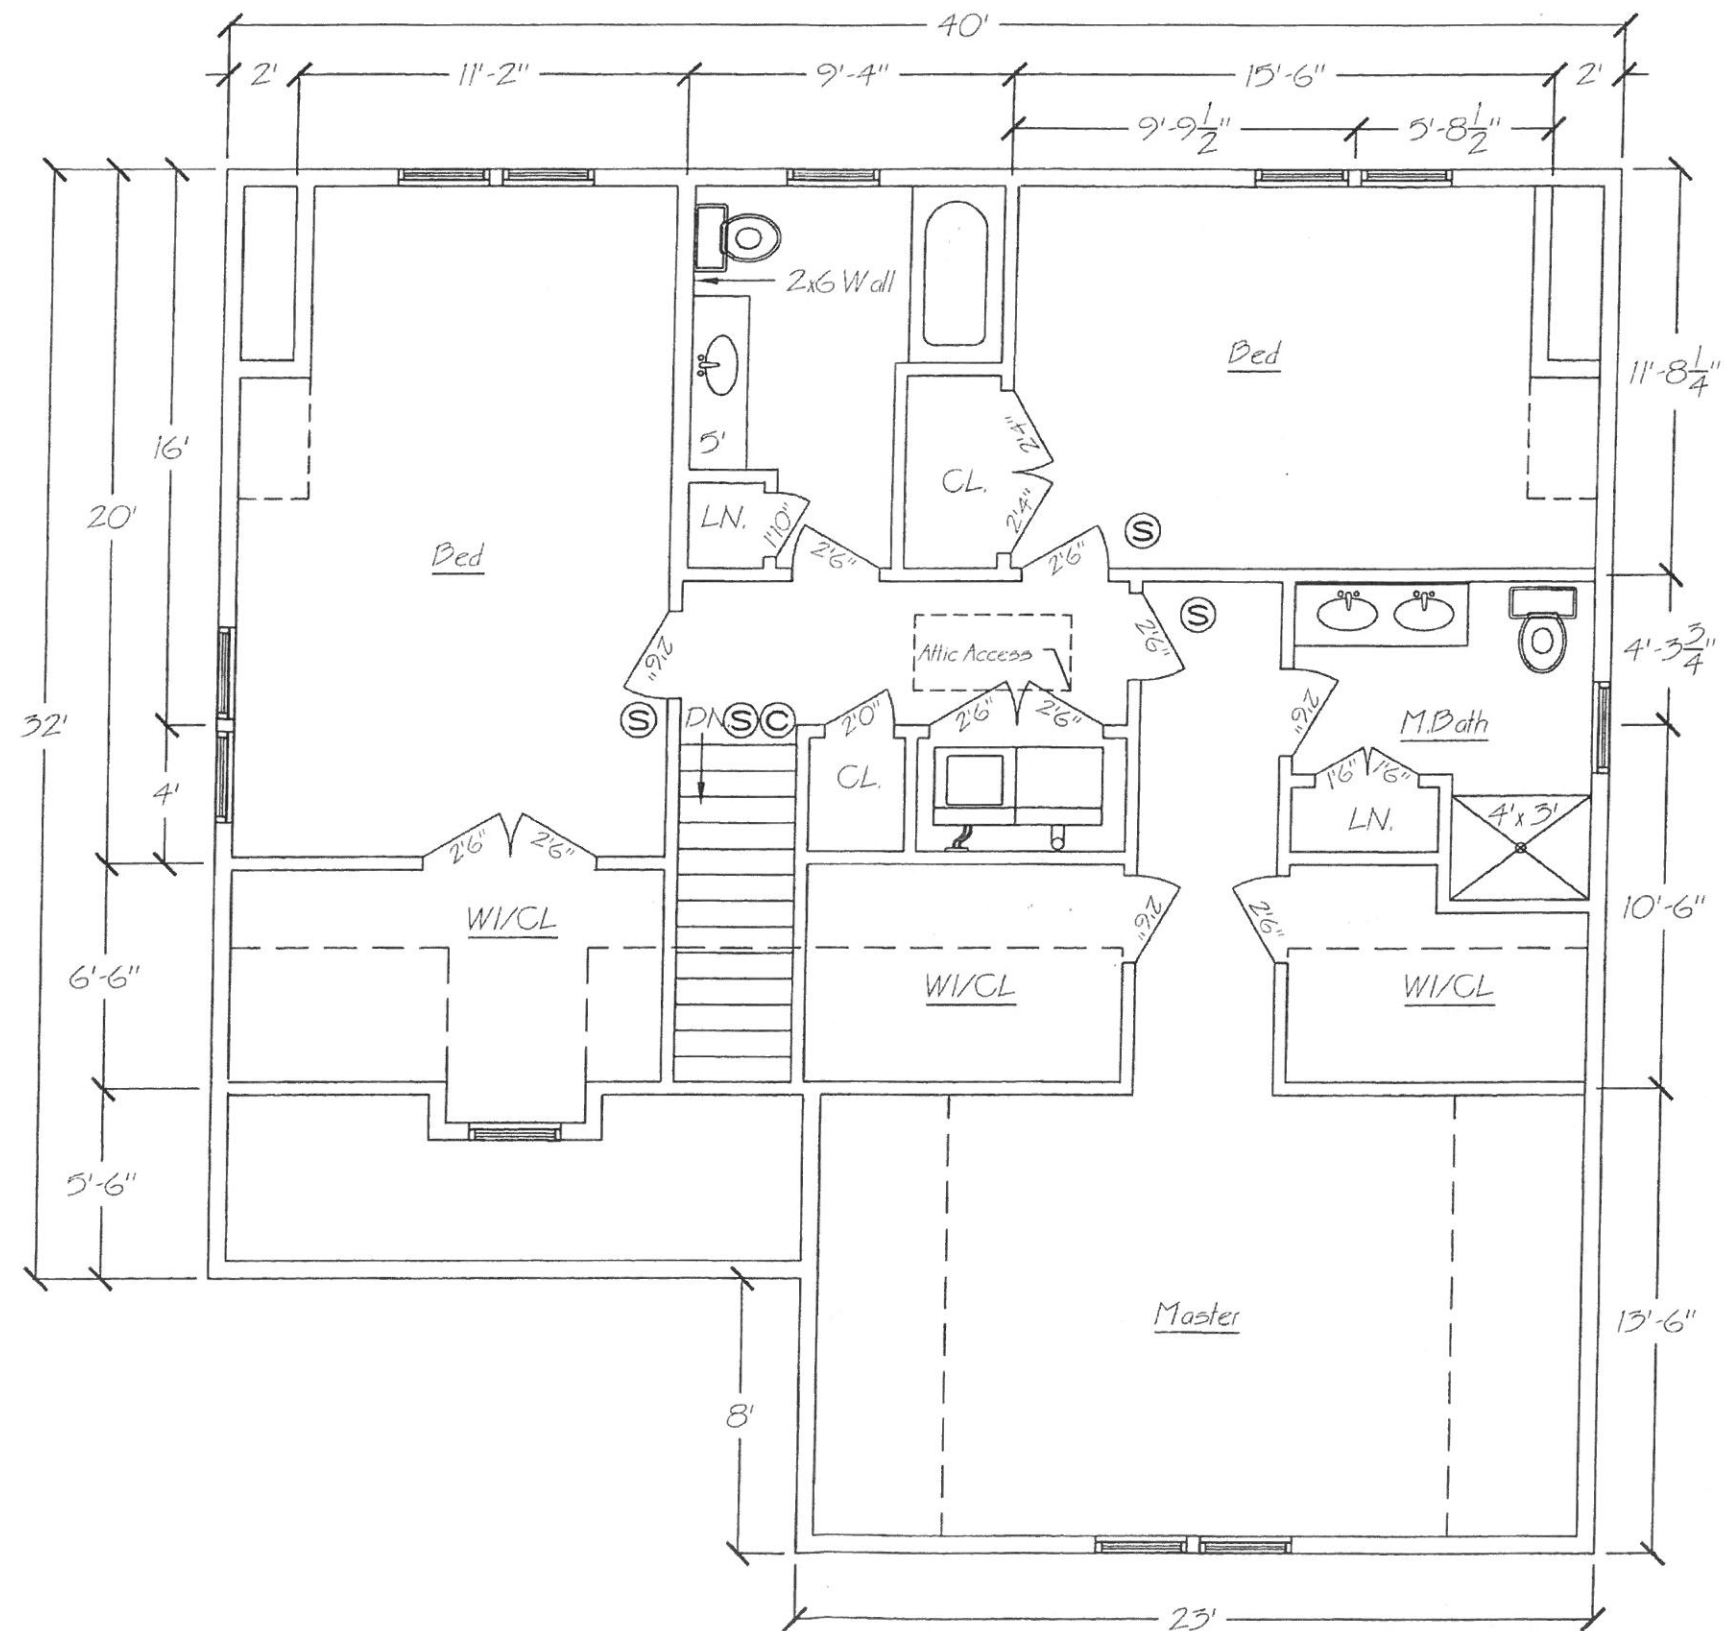 40'
2'
11'-2"
9'-4"
15'-6"
2'
9'-9 1/2"
5'-8 1/2"
2x6 Wall
Bed
11'-8 1/4"
16'
5'
2'4"
CL.
2'4"
20'
LN.
1'10"
S
Bed
2'6"
2'6"
S
2'6"
Attic Access
2'6"
4'-3 3/4"
32'
S
DN.
S
C
2'0"
2'6"
2'6"
2'6"
M.Bath
4'
CL.
1'6"
1'6"
LN.
4' x 3'
2'6"
2'6"
WI/CL
2'6"
2'6"
10'-6"
6'-6"
WI/CL
WI/CL
5'-6"
Master
13'-6"
8'
23'